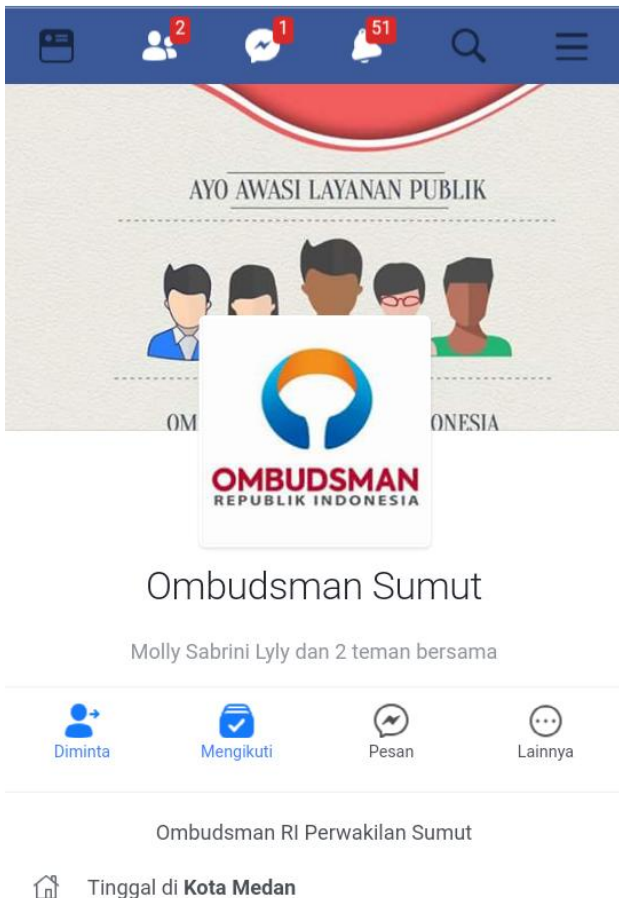 2 1 51
AYO AWASI LAYANAN PUBLIK
OM ONESIA
OMBUDSMAN
REPUBLIK INDONESIA
Ombudsman Sumut
Molly Sabrini Lyly dan 2 teman bersama
Diminta Mengikuti Pesan Lainnya
Ombudsman RI Perwakilan Sumut
Tinggal di Kota Medan